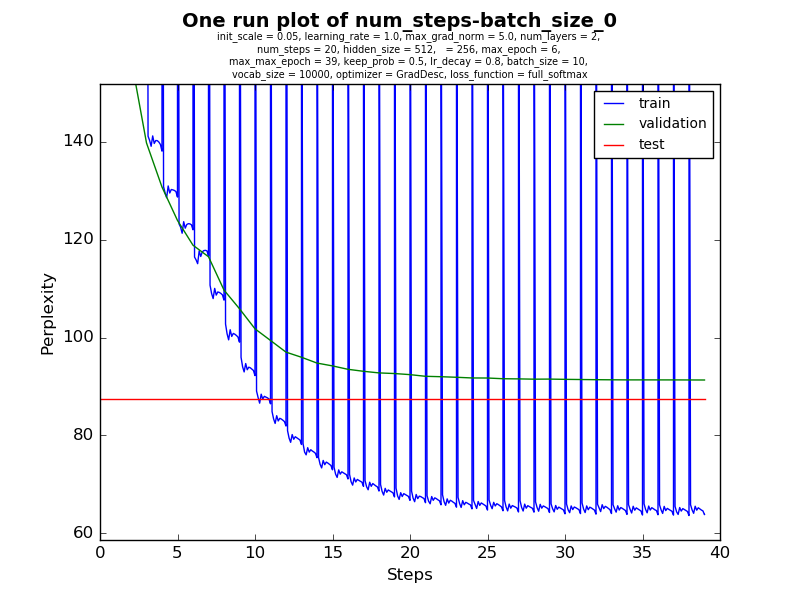 One run plot of num_steps-batch_size_0
init_scale = 0.05, learning_rate = 1.0, max_grad_norm = 5.0, num_layers = 2,
num_steps = 20, hidden_size = 512,   = 256, max_epoch = 6,
max_max_epoch = 39, keep_prob = 0.5, lr_decay = 0.8, batch_size = 10,
vocab_size = 10000, optimizer = GradDesc, loss_function = full_softmax
train
validation
test
140
120
100
80
60
Perplexity
0 5 10 15 20 25 30 35 40
Steps